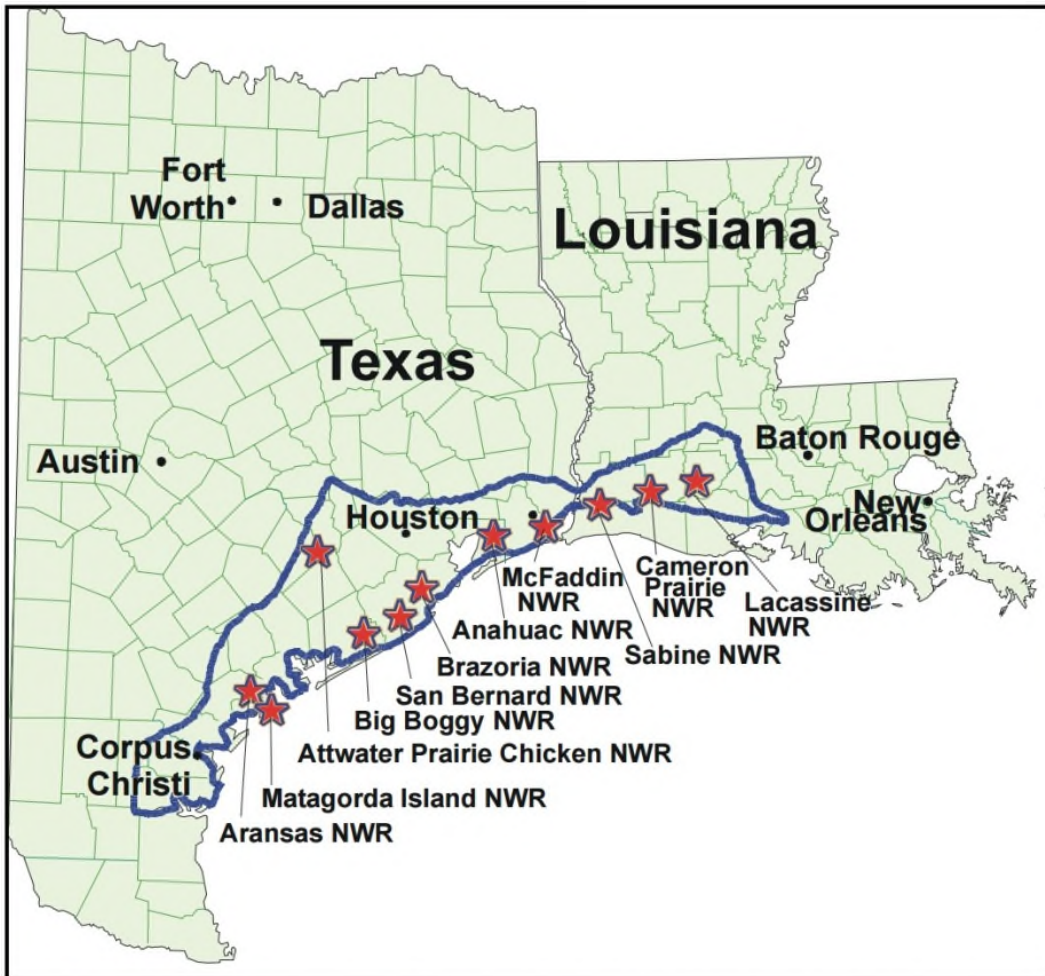 Fort
Worth
Dallas
Louisiana
Texas
Austin
Baton Rouge
New
Orleans
Houston
McFaddin
NWR
Cameron
Prairie
NWR
Lacassine
NWR
Anahuac NWR
Sabine NWR
Brazoria NWR
San Bernard NWR
Big Boggy NWR
Attwater Prairie Chicken NWR
Corpus
Christi
Matagorda Island NWR
Aransas NWR